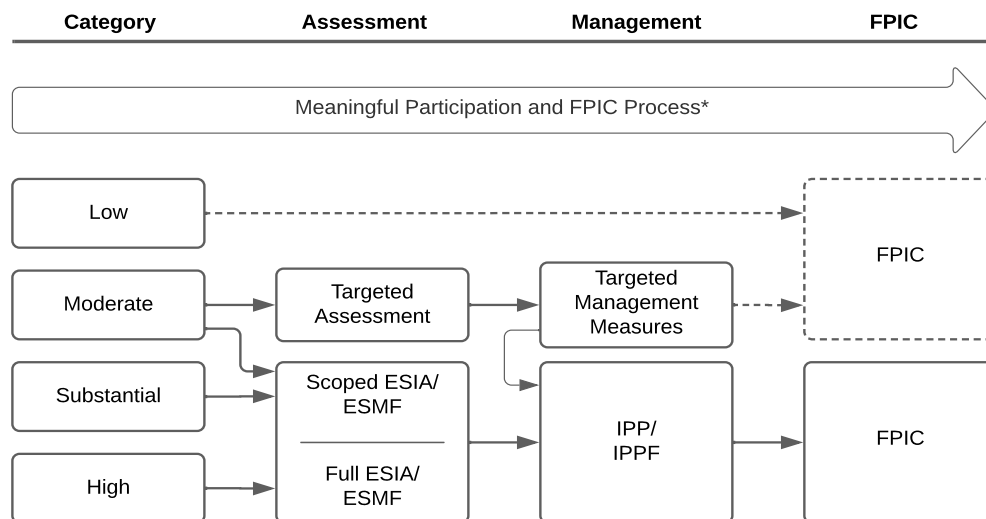 Category Assessment Management FPIC
Meaningful Participation and FPIC Process*
Low
FPIC
Moderate
Targeted
Assessment
Targeted
Management
Measures
Substantial
Scoped ESIA/
ESMF
Full ESIA/
ESMF
IPP/
IPPF
FPIC
High